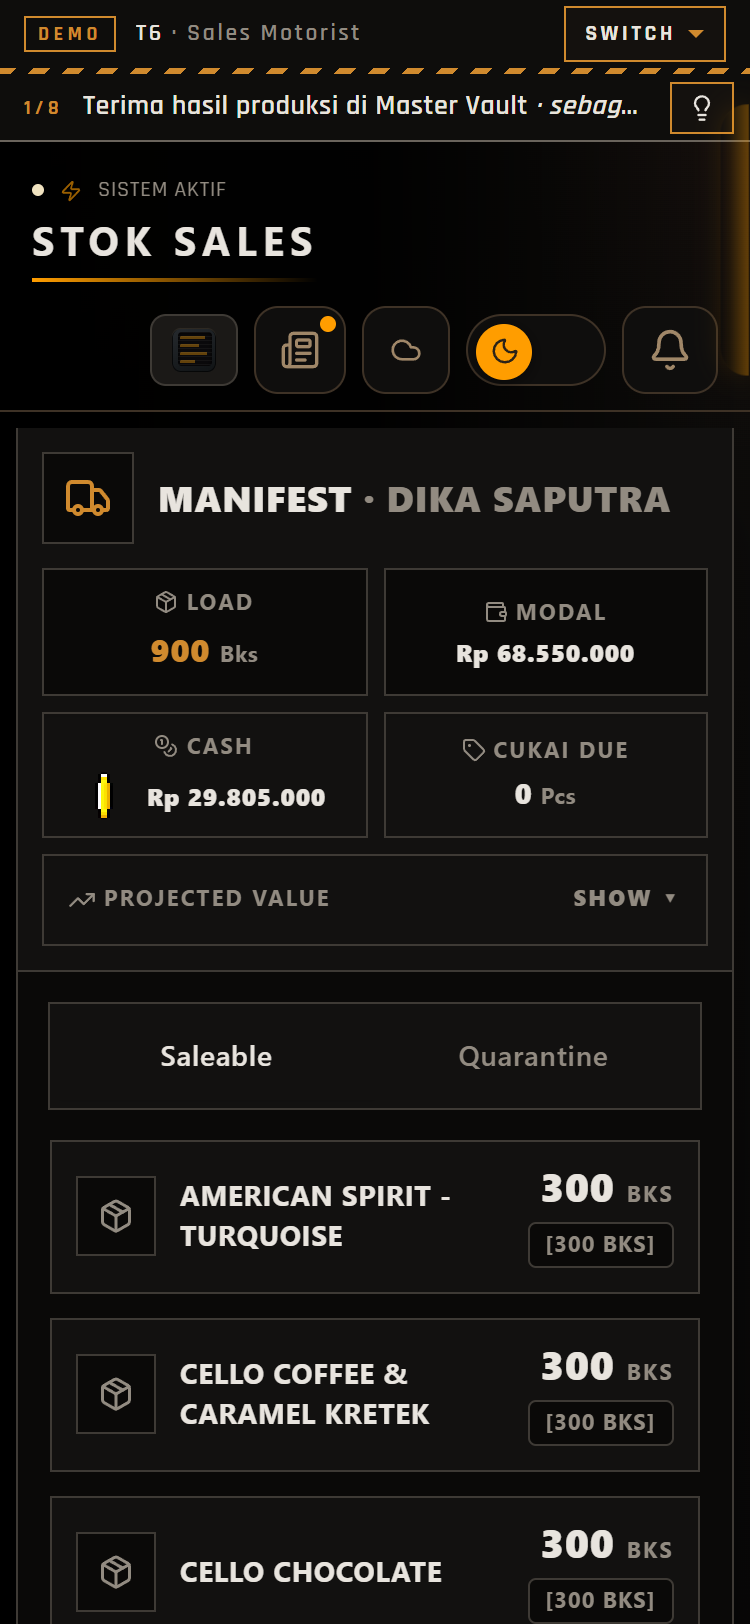 DEMO T6 · Sales Motorist SWITCH
1/8 Terima hasil produksi di Master Vault · sebag...
SISTEM AKTIF
STOK SALES
MANIFEST · DIKA SAPUTRA
LOAD
900 Bks
MODAL
Rp 68.550.000
CASH
Rp 29.805.000
CUKAI DUE
0 Pcs
PROJECTED VALUE SHOW ▼
Saleable Quarantine
AMERICAN SPIRIT -
TURQUOISE
300 BKS
[300 BKS]
CELLO COFFEE &
CARAMEL KRETEK
300 BKS
[300 BKS]
CELLO CHOCOLATE
300 BKS
[300 BKS]